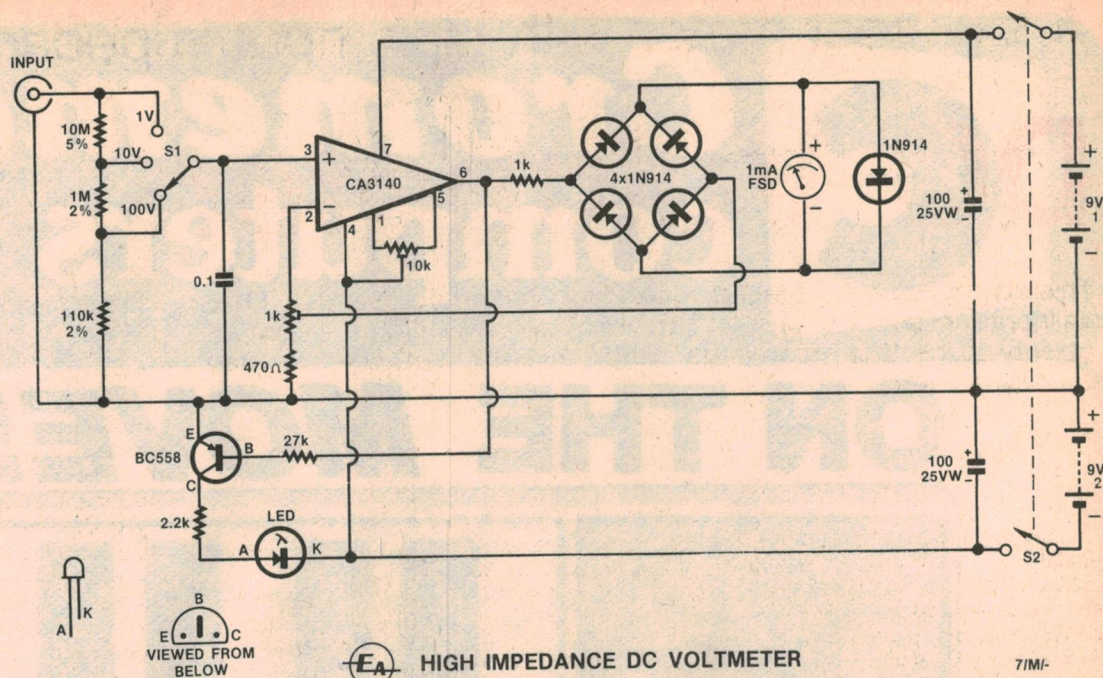 INPUT
10M
5%
1V
10V
S1
1M
2%
100V
110k
2%
0.1
3
+
2
−
7
CA3140
6
5
4
1
10k
1k
4x1N914
+
1mA
FSD
−
1N914
100
25VW
+
−
+
9V
1
−
1k
470Ω
E
BC558
B
C
27k
2.2k
LED
A
K
100
25VW
+
−
+
9V
2
−
S2
A
K
B
E
C
VIEWED FROM
BELOW
EA
HIGH IMPEDANCE DC VOLTMETER
7/M/-